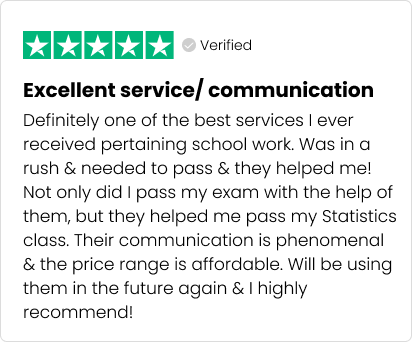 Verified
Excellent service/ communication
Definitely one of the best services I ever
received pertaining school work. Was in a
rush & needed to pass & they helped me!
Not only did I pass my exam with the help of
them, but they helped me pass my Statistics
class. Their communication is phenomenal
& the price range is affordable. Will be using
them in the future again & I highly
recommend!